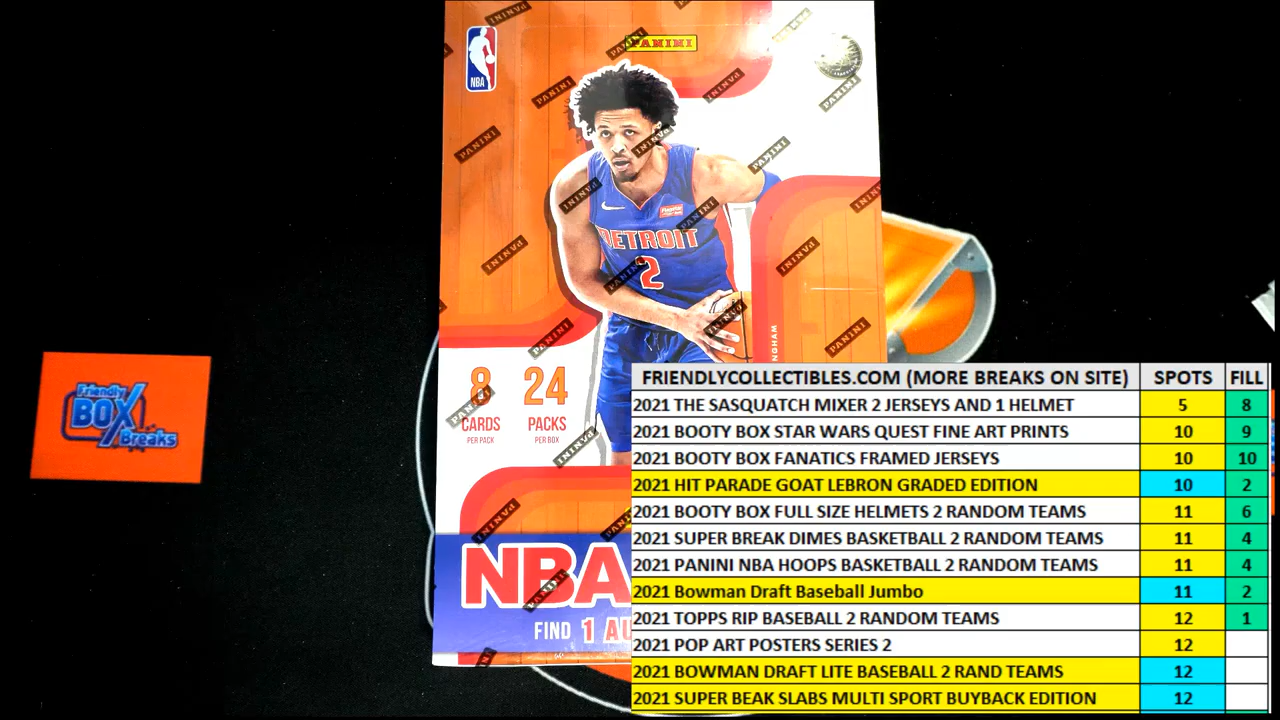 PANINI
NBA
DETROIT
2
NGHAM
8 CARDS PER PACK
24 PACKS PER BOX
NBA
FIND 1 AU
Friendly
BOX
Breaks
FRIENDLYCOLLECTIBLES.COM (MORE BREAKS ON SITE) SPOTS FILL
2021 THE SASQUATCH MIXER 2 JERSEYS AND 1 HELMET 5 8
2021 BOOTY BOX STAR WARS QUEST FINE ART PRINTS 10 9
2021 BOOTY BOX FANATICS FRAMED JERSEYS 10 10
2021 HIT PARADE GOAT LEBRON GRADED EDITION 10 2
2021 BOOTY BOX FULL SIZE HELMETS 2 RANDOM TEAMS 11 6
2021 SUPER BREAK DIMES BASKETBALL 2 RANDOM TEAMS 11 4
2021 PANINI NBA HOOPS BASKETBALL 2 RANDOM TEAMS 11 4
2021 Bowman Draft Baseball Jumbo 11 2
2021 TOPPS RIP BASEBALL 2 RANDOM TEAMS 12 1
2021 POP ART POSTERS SERIES 2 12
2021 BOWMAN DRAFT LITE BASEBALL 2 RAND TEAMS 12
2021 SUPER BEAK SLABS MULTI SPORT BUYBACK EDITION 12